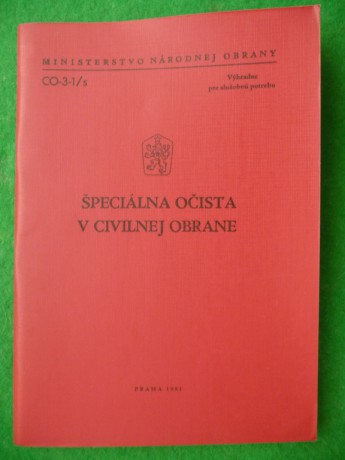 MINISTERSTVO NÁRODNEJ OBRANY
CO-3-1/s
Výhradne
pre služobnú potrebu
ŠPECIÁLNA OČISTA
V CIVILNEJ OBRANE
PRAHA